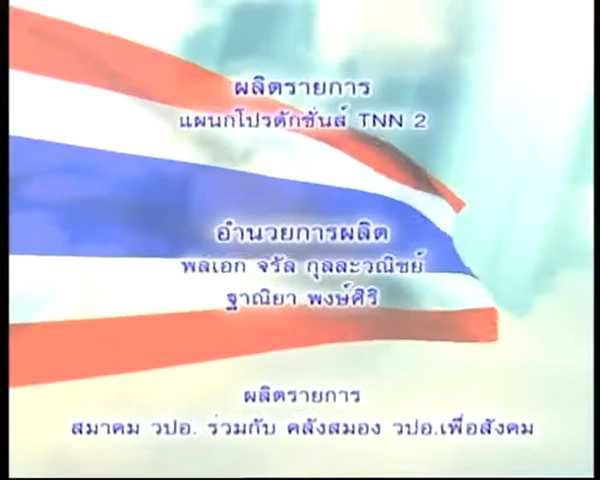 ผลิตรายการ
แผนกโปรดักชั่นส์ TNN 2
อำนวยการผลิต
พลเอก จรัล กุลละวณิชย์
ฐาณิยา พงษ์ศิริ
ผลิตรายการ
สมาคม วปอ. ร่วมกับ คลังสมอง วปอ.เพื่อสังคม